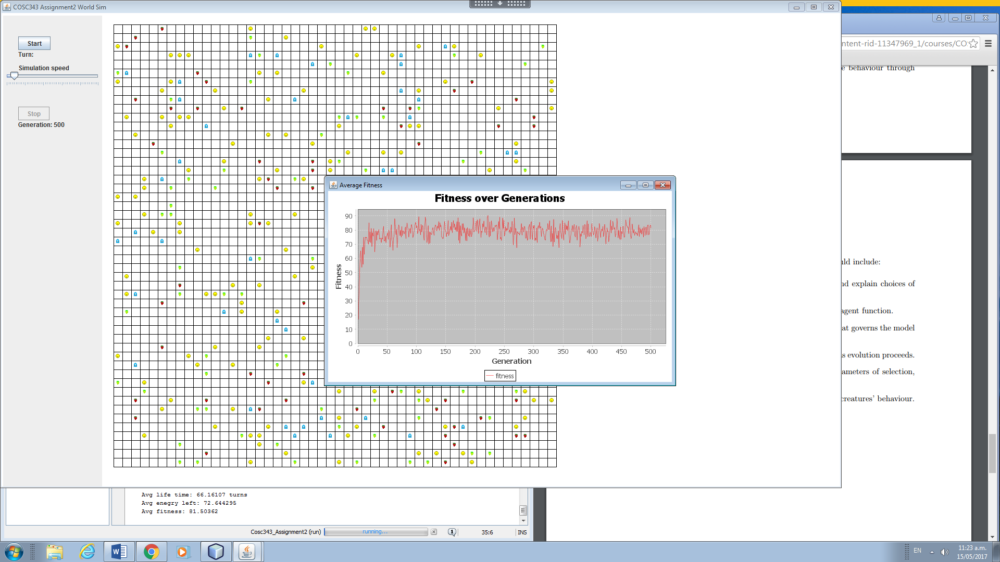 COSC343 Assignment2 World Sim
Start
Turn:
Simulation speed
Stop
Generation: 500
ntent-rid-11347969_1/courses/CO
e behaviour through
Average Fitness
Fitness over Generations
90
80
70
60
50
40
30
20
10
0
Fitness
0 50 100 150 200 250 300 350 400 450 500
Generation
fitness
ld include:
d explain choices of
agent function.
at governs the model
s evolution proceeds.
ameters of selection,
creatures' behaviour.
Avg life time: 66.16107 turns
Avg enegry left: 72.644295
Avg fitness: 81.50362
Cosc343_Assignment2 (run)
running...
1
35:6
INS
EN
11:23 a.m.
15/05/2017